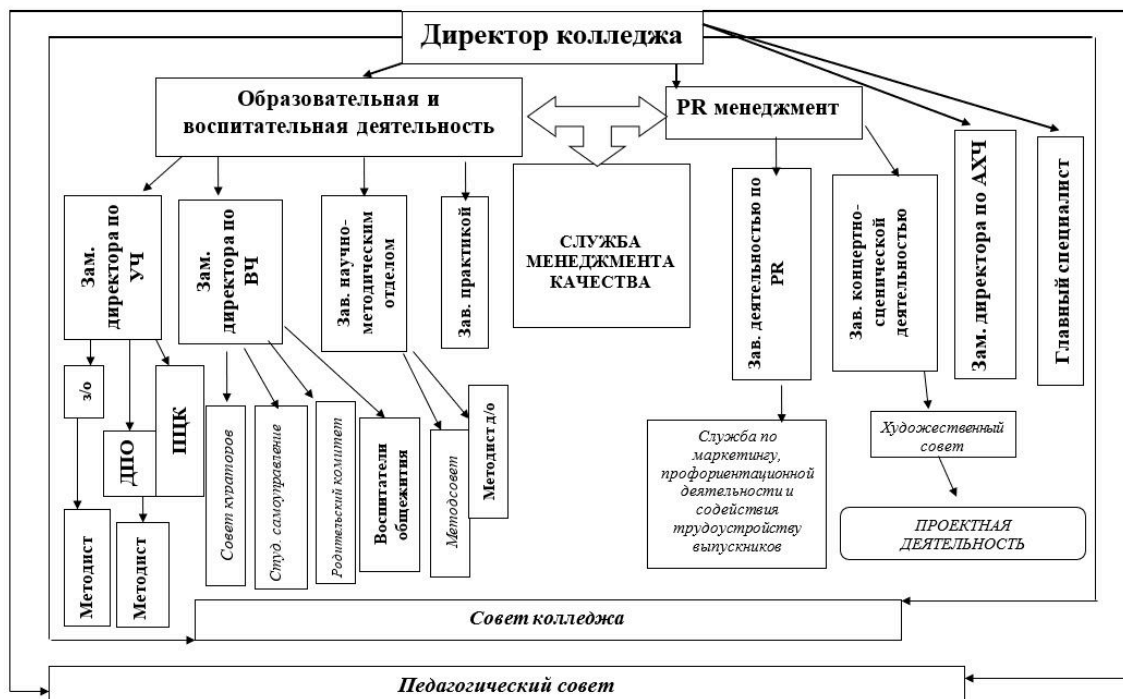 Директор колледжа
Образовательная и
воспитательная деятельность
PR менеджмент
СЛУЖБА
МЕНЕДЖМЕНТА
КАЧЕСТВА
Зам.
директора по
УЧ
Зам.
директора по
ВЧ
Зав. научно-
методическим
отделом
Зав. практикой
Зав. деятельностью по
PR
Зав. концертно-
сценической
деятельностью
Зам. директора по АХЧ
Главный специалист
з/о
ДПО
ПЦК
Методист
Методист
Совет кураторов
Студ. самоуправление
Родительский комитет
Воспитатели
общежития
Методсовет
Методист д/о
Служба по
маркетингу,
профориентационной
деятельности и
содействия
трудоустройству
выпускников
Художественный
совет
ПРОЕКТНАЯ
ДЕЯТЕЛЬНОСТЬ
Совет колледжа
Педагогический совет